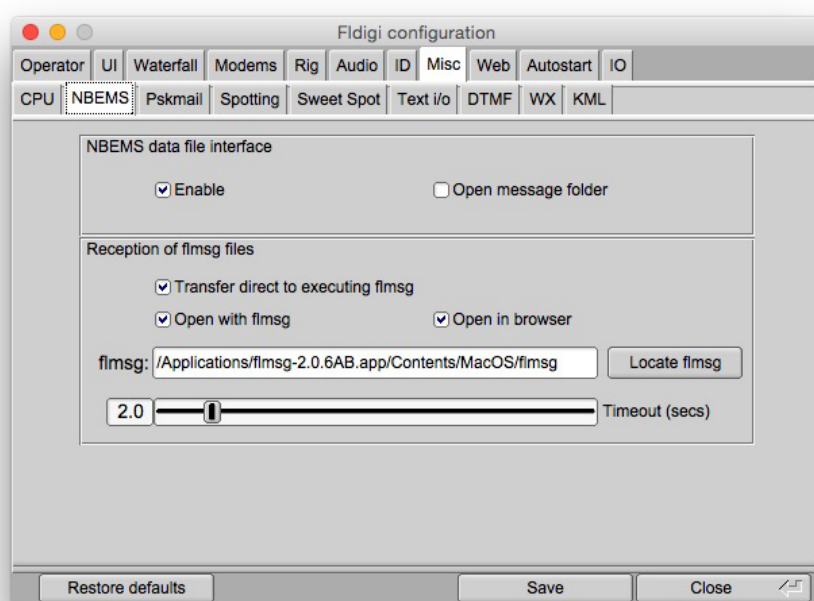 Fldigi configuration
Operator UI Waterfall Modems Rig Audio ID Misc Web Autostart IO
CPU NBEMS Pskmail Spotting Sweet Spot Text i/o DTMF WX KML
NBEMS data file interface
Enable Open message folder
Reception of flmsg files
Transfer direct to executing flmsg
Open with flmsg Open in browser
flmsg: /Applications/flmsg-2.0.6AB.app/Contents/MacOS/flmsg Locate flmsg
2.0 Timeout (secs)
Restore defaults Save Close